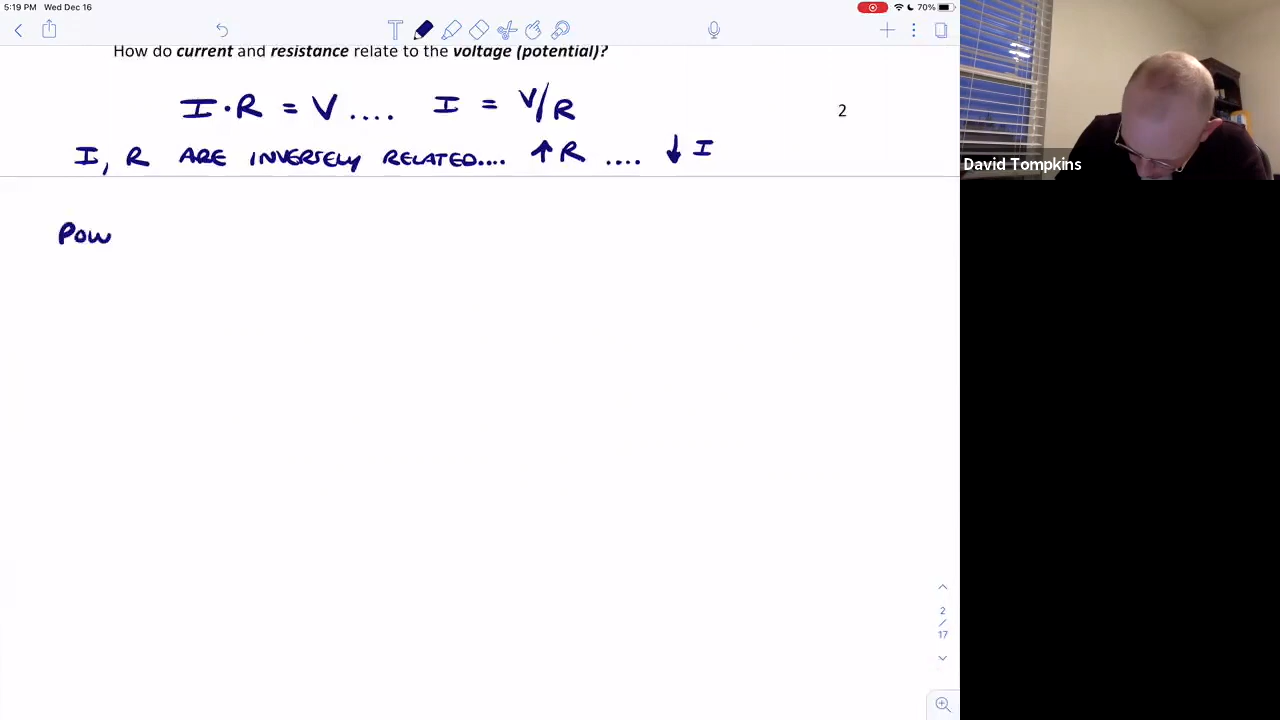 5:19 PM Wed Dec 16
70%
How do current and resistance relate to the voltage (potential)?
I · R = V .... I = V/R
2
I, R ARE INVERSELY RELATED.... ↑ R .... ↓ I
David Tompkins
Pow
2
/
17